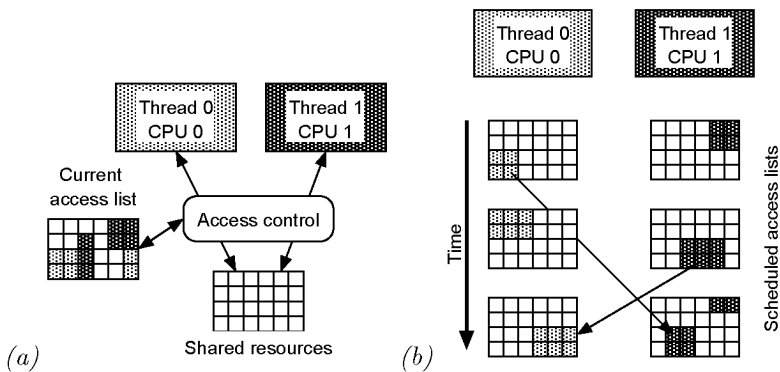 Thread 0
CPU 0
Thread 1
CPU 1
Current
access list
Access control
Shared resources
(a)
Thread 0
CPU 0
Thread 1
CPU 1
Time
Scheduled access lists
(b)